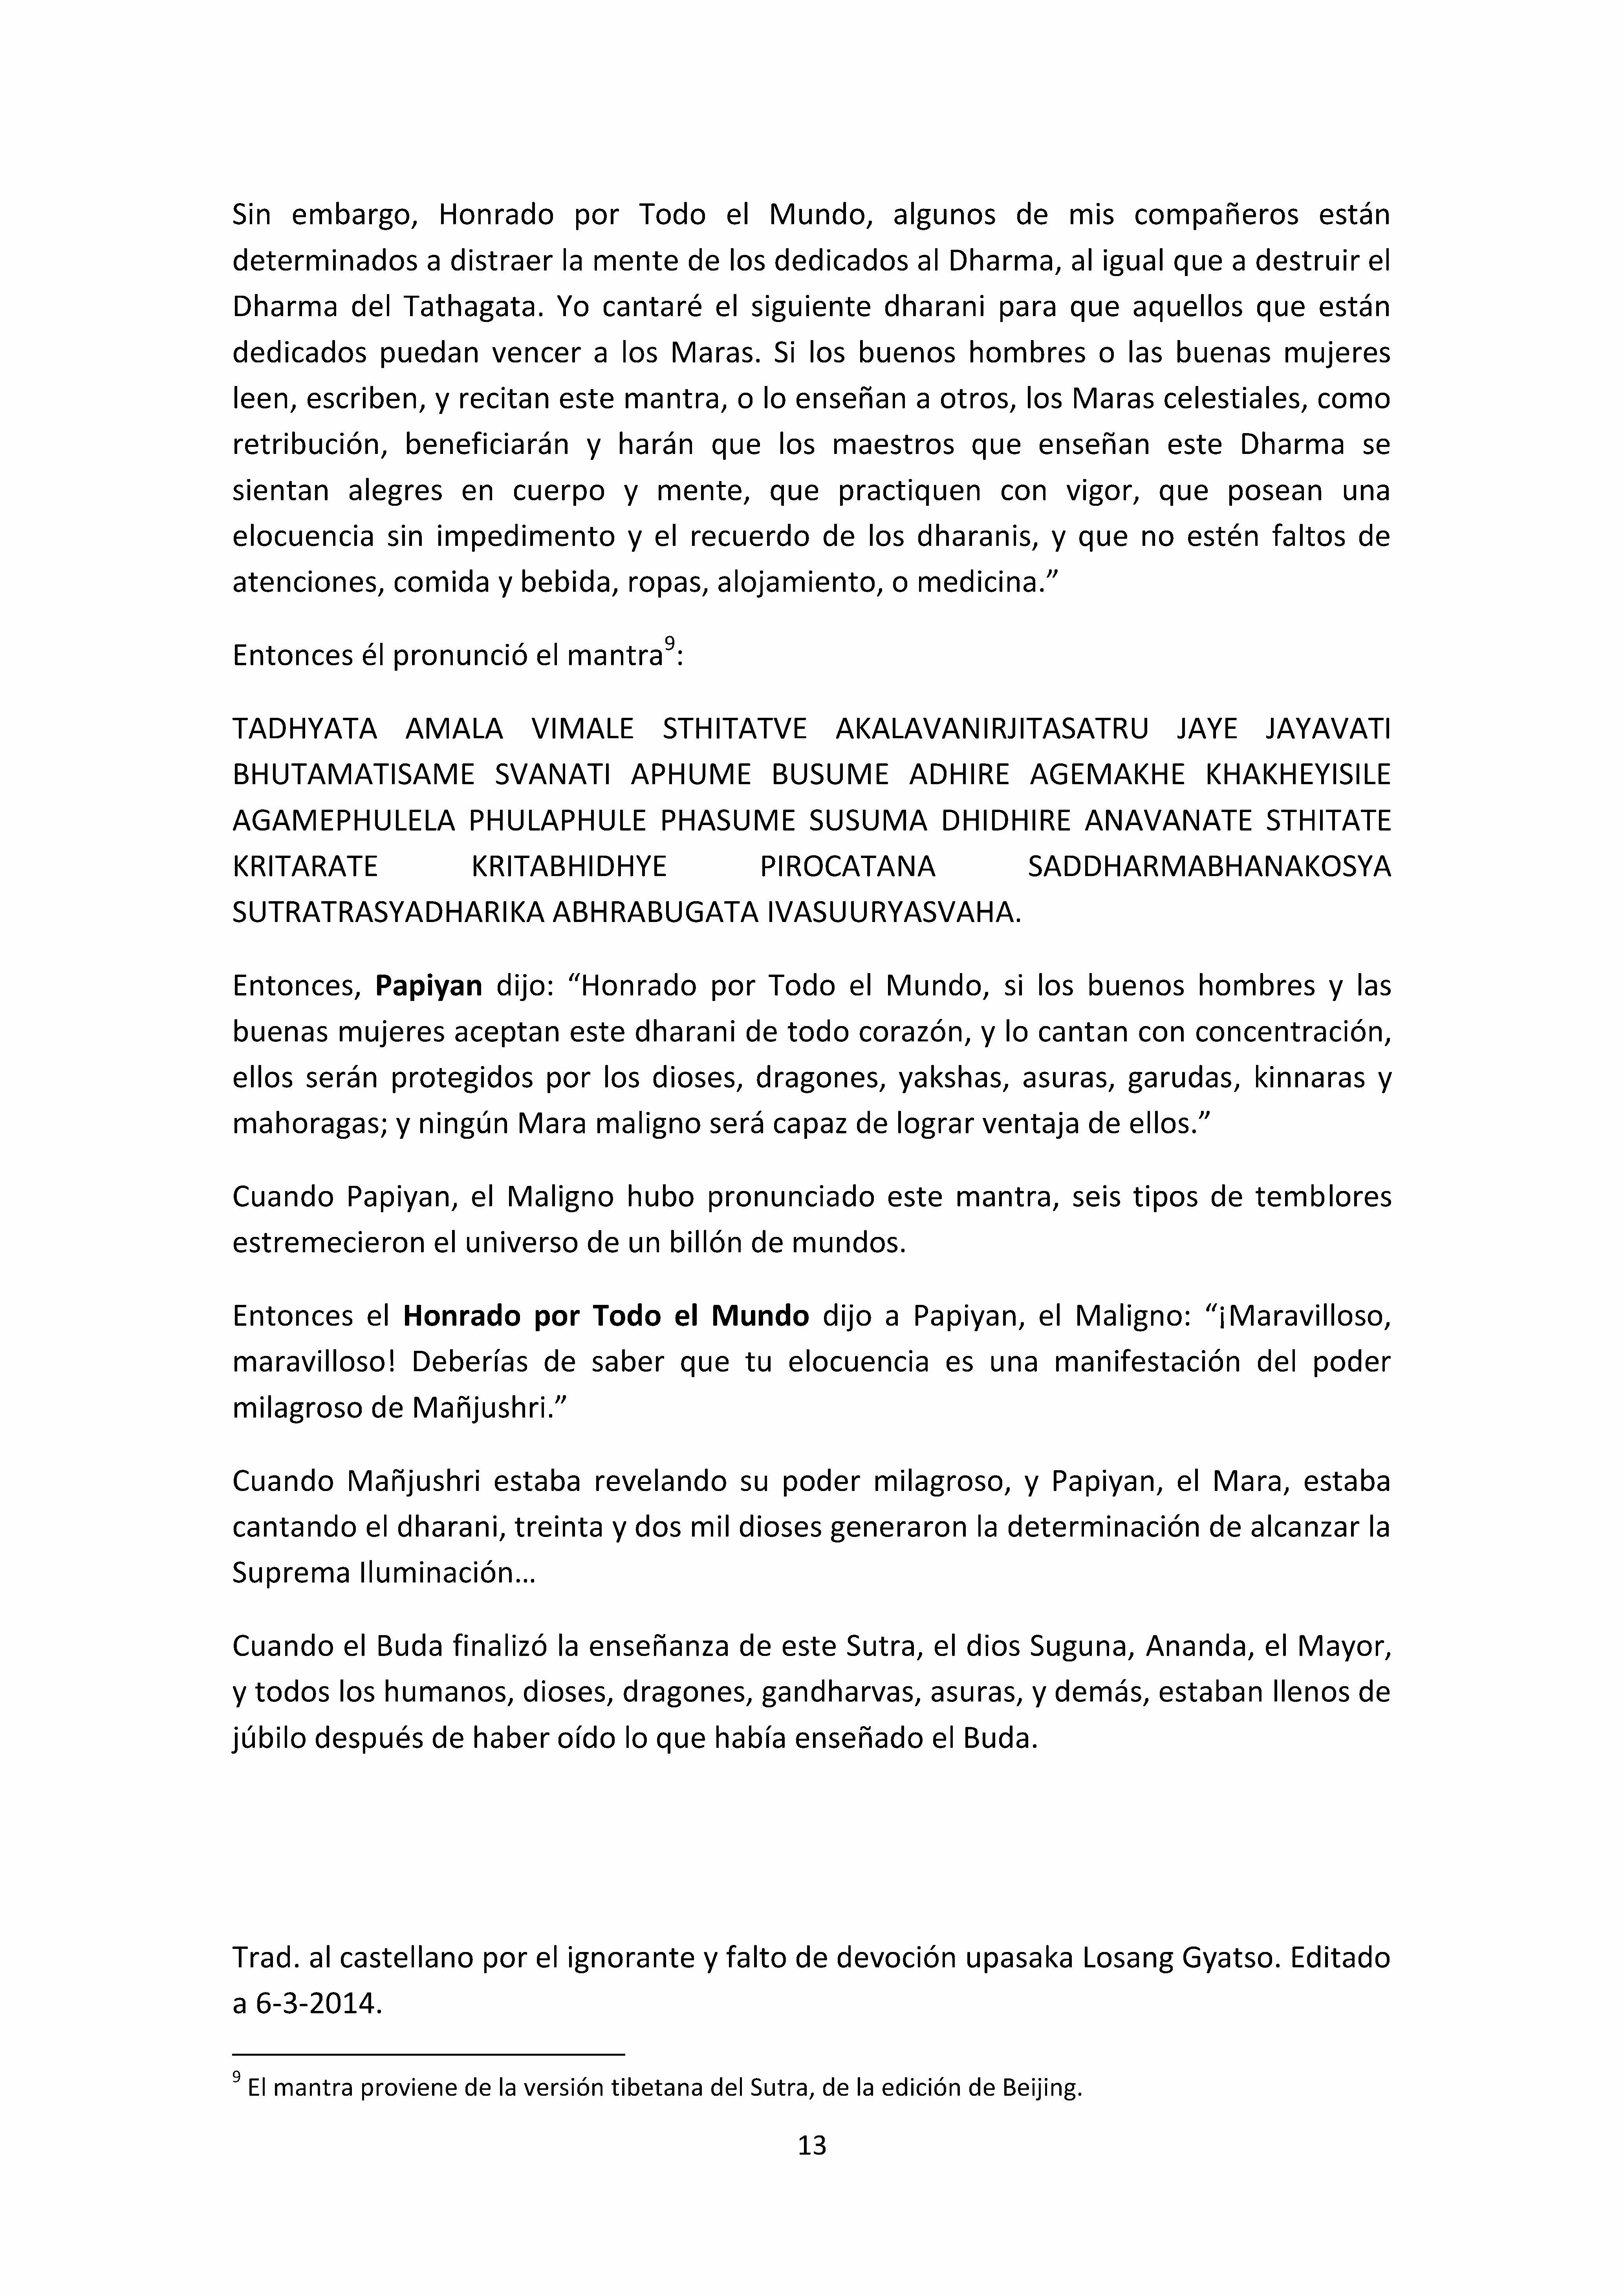 Sin embargo, Honrado por Todo el Mundo, algunos de mis compañeros están
determinados a distraer la mente de los dedicados al Dharma, al igual que a destruir el
Dharma del Tathagata. Yo cantaré el siguiente dharani para que aquellos que están
dedicados puedan vencer a los Maras. Si los buenos hombres o las buenas mujeres
leen, escriben, y recitan este mantra, o lo enseñan a otros, los Maras celestiales, como
retribución, beneficiarán y harán que los maestros que enseñan este Dharma se
sientan alegres en cuerpo y mente, que practiquen con vigor, que posean una
elocuencia sin impedimento y el recuerdo de los dharanis, y que no estén faltos de
atenciones, comida y bebida, ropas, alojamiento, o medicina.”
Entonces él pronunció el mantra9:
TADHYATA AMALA VIMALE STHITATVE AKALAVANIRJITASATRU JAYE JAYAVATI
BHUTAMATISAME SVANATI APHUME BUSUME ADHIRE AGEMAKHE KHAKHEYISILE
AGAMEPHULELA PHULAPHULE PHASUME SUSUMA DHIDHIRE ANAVANATE STHITATE
KRITARATE KRITABHIDHYE PIROCATANA SADDHARMABHANAKOSYA
SUTRATRASYADHARIKA ABHRABUGATA IVASUURYASVAHA.
Entonces, Papiyan dijo: “Honrado por Todo el Mundo, si los buenos hombres y las
buenas mujeres aceptan este dharani de todo corazón, y lo cantan con concentración,
ellos serán protegidos por los dioses, dragones, yakshas, asuras, garudas, kinnaras y
mahoragas; y ningún Mara maligno será capaz de lograr ventaja de ellos.”
Cuando Papiyan, el Maligno hubo pronunciado este mantra, seis tipos de temblores
estremecieron el universo de un billón de mundos.
Entonces el Honrado por Todo el Mundo dijo a Papiyan, el Maligno: “¡Maravilloso,
maravilloso! Deberías de saber que tu elocuencia es una manifestación del poder
milagroso de Mañjushri.”
Cuando Mañjushri estaba revelando su poder milagroso, y Papiyan, el Mara, estaba
cantando el dharani, treinta y dos mil dioses generaron la determinación de alcanzar la
Suprema Iluminación…
Cuando el Buda finalizó la enseñanza de este Sutra, el dios Suguna, Ananda, el Mayor,
y todos los humanos, dioses, dragones, gandharvas, asuras, y demás, estaban llenos de
júbilo después de haber oído lo que había enseñado el Buda.
Trad. al castellano por el ignorante y falto de devoción upasaka Losang Gyatso. Editado
a 6-3-2014.
9 El mantra proviene de la versión tibetana del Sutra, de la edición de Beijing.
13